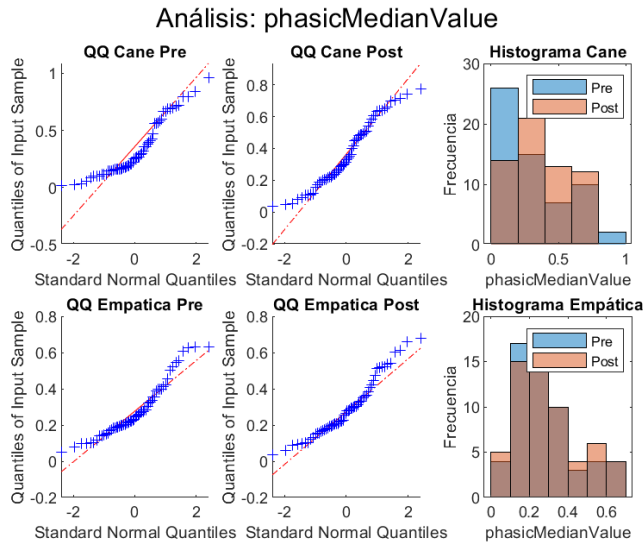 Análisis: phasicMedianValue
QQ Cane Pre
Quantiles of Input Sample
1
0.5
0
-0.5
-2
0
2
Standard Normal Quantiles
QQ Cane Post
Quantiles of Input Sample
0.8
0.6
0.4
0.2
0
-0.2
-2
0
2
Standard Normal Quantiles
Histograma Cane
Frecuencia
30
20
10
0
Pre
Post
0
0.5
1
phasicMedianValue
QQ Empatica Pre
Quantiles of Input Sample
0.8
0.6
0.4
0.2
0
-0.2
-2
0
2
Standard Normal Quantiles
QQ Empatica Post
Quantiles of Input Sample
0.8
0.6
0.4
0.2
0
-0.2
-2
0
2
Standard Normal Quantiles
Histograma Empática
Frecuencia
20
15
10
5
0
Pre
Post
0
0.2
0.4
0.6
phasicMedianValue